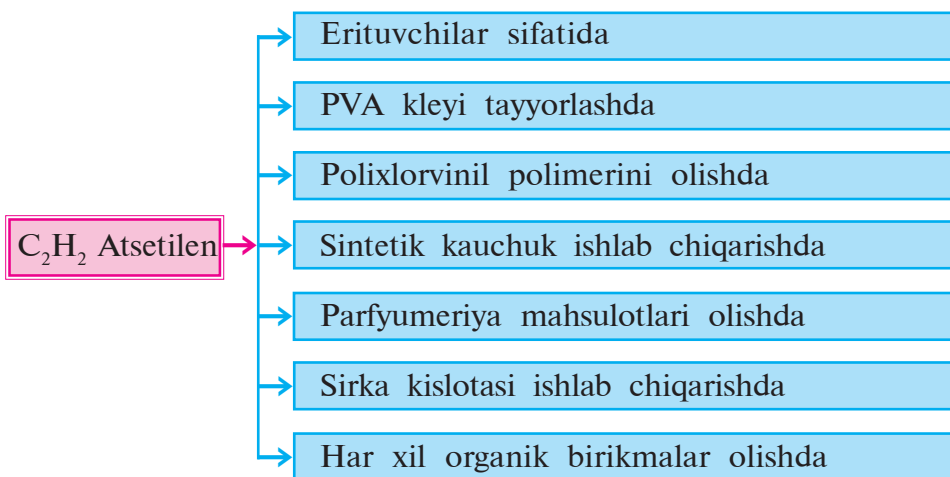 Erituvchilar sifatida
PVA kleyi tayyorlashda
Polixlorvinil polimerini olishda
C₂H₂ Atsetilen
Sintetik kauchuk ishlab chiqarishda
Parfyumeriya mahsulotlari olishda
Sirka kislotasi ishlab chiqarishda
Har xil organik birikmalar olishda